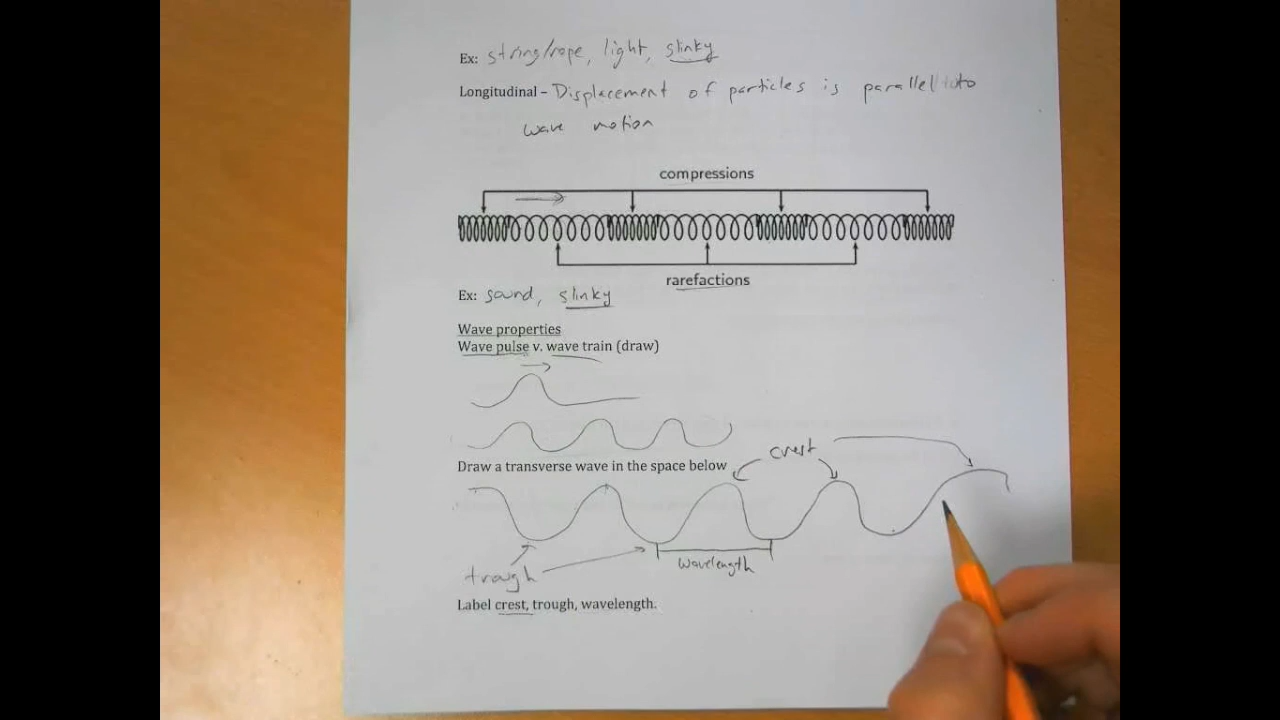 Ex: string/rope, light, slinky
Longitudinal – Displacement of particles is parallel to
wave motion
compressions
rarefactions
Ex: sound, slinky
Wave properties
Wave pulse v. wave train (draw)
crest
Draw a transverse wave in the space below
wavelength
trough
Label crest, trough, wavelength.